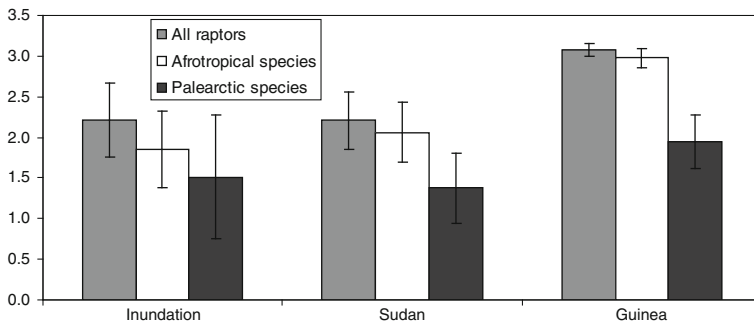 3.5
3.0
2.5
2.0
1.5
1.0
0.5
0.0
All raptors
Afrotropical species
Palearctic species
Inundation
Sudan
Guinea